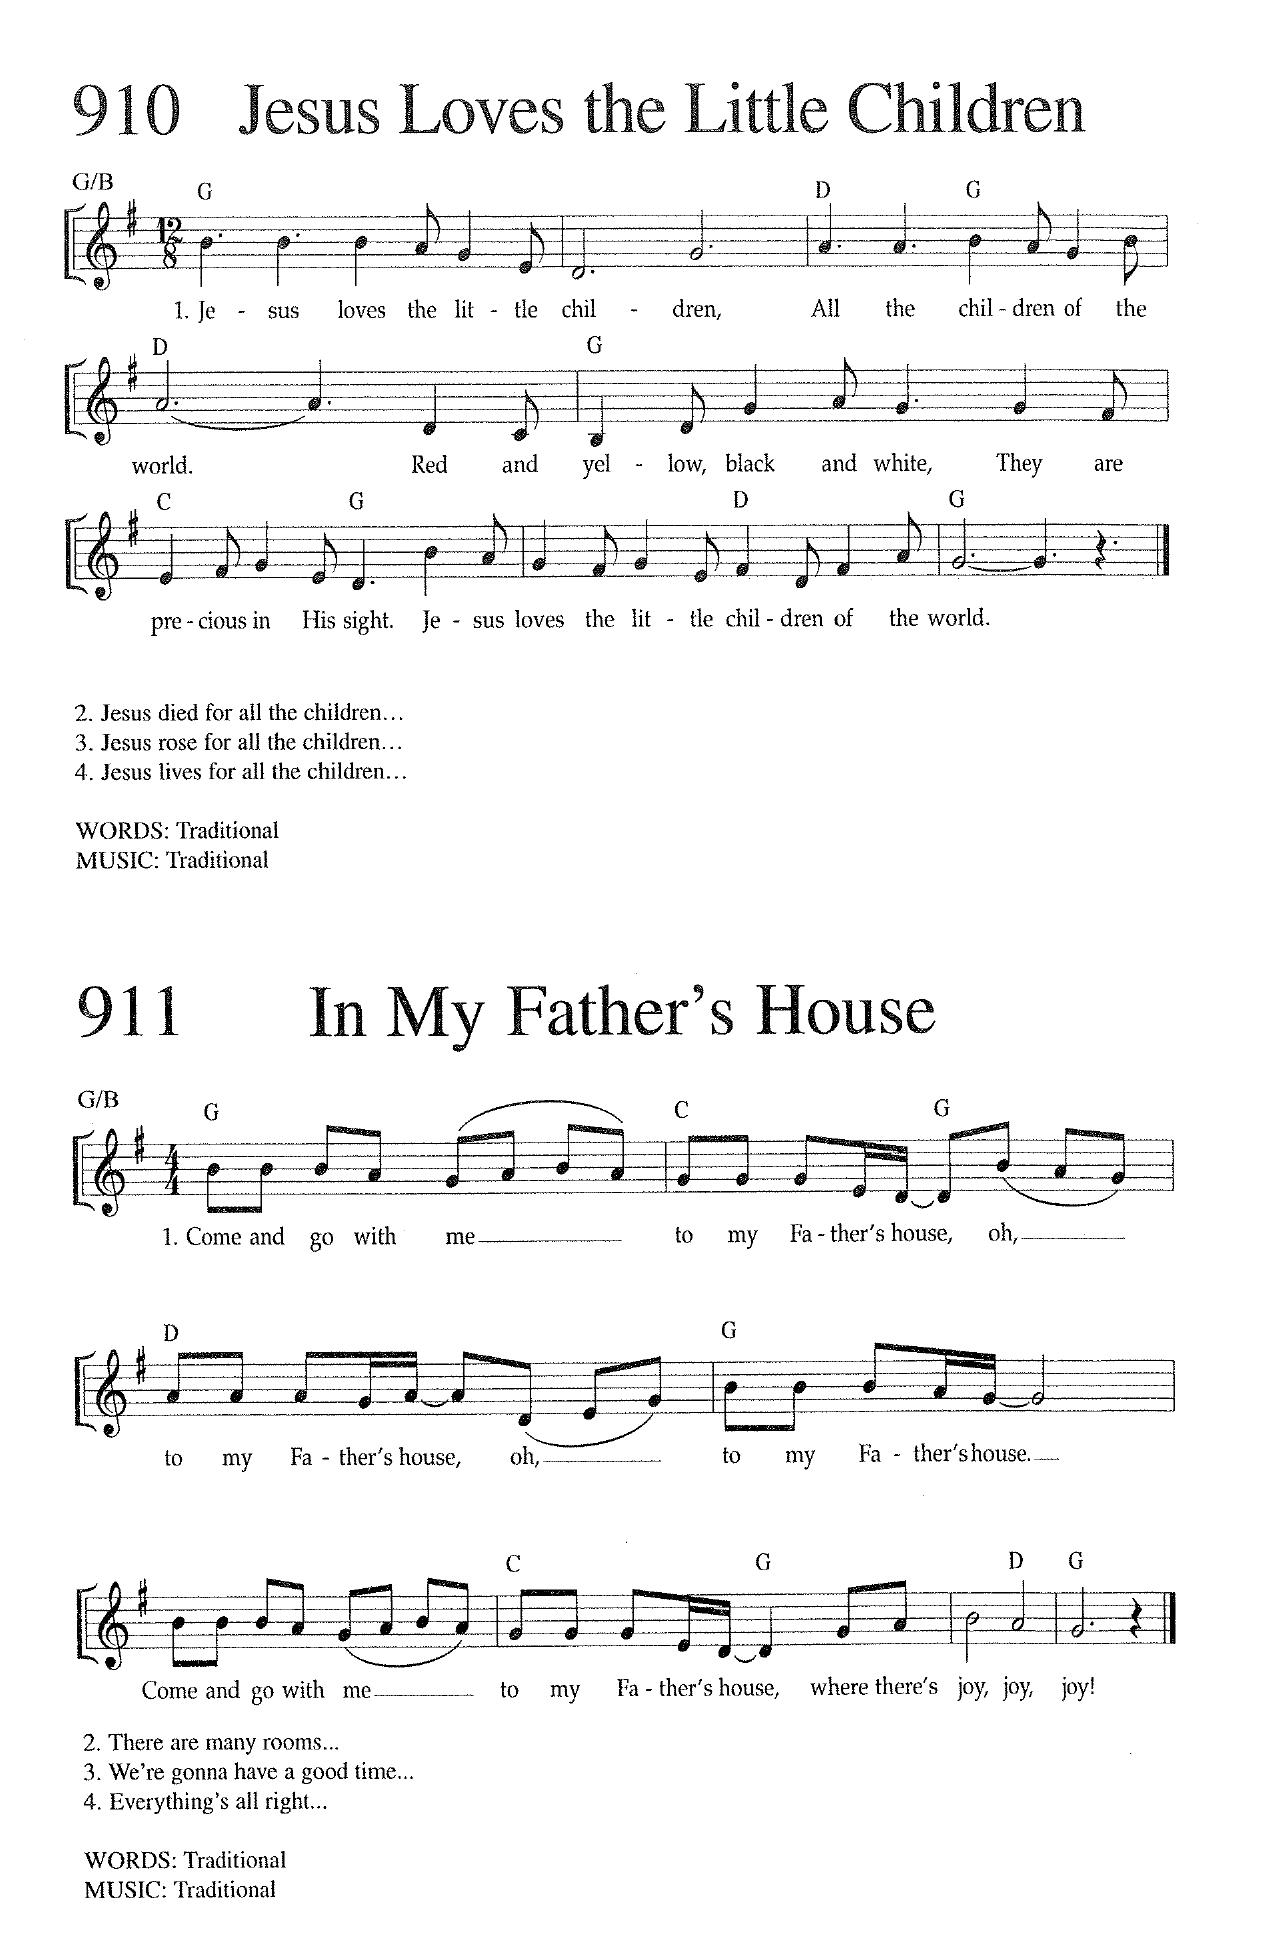 910 Jesus Loves the Little Children
G/B
G D G
12
8
1. Je - sus loves the lit - tle chil - dren, All the chil - dren of the
D G
world. Red and yel - low, black and white, They are
C G D G
pre - cious in His sight. Je - sus loves the lit - tle chil - dren of the world.
2. Jesus died for all the children...
3. Jesus rose for all the children...
4. Jesus lives for all the children...
WORDS: Traditional
MUSIC: Traditional
911 In My Father's House
G/B
G C G
4
4
1. Come and go with me to my Fa - ther's house, oh,
D G
to my Fa - ther's house, oh, to my Fa - ther's house.
C G D G
Come and go with me to my Fa - ther's house, where there's joy, joy, joy!
2. There are many rooms...
3. We're gonna have a good time...
4. Everything's all right...
WORDS: Traditional
MUSIC: Traditional